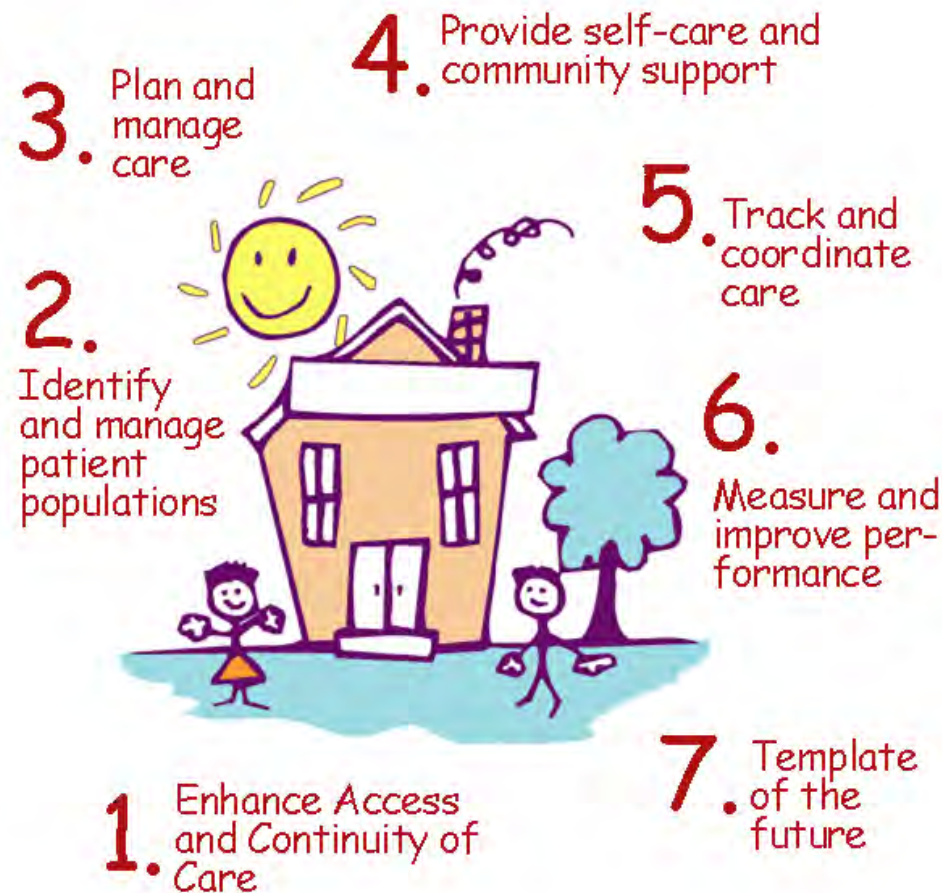 1.
Enhance Access
and Continuity of
Care
2.
Identify
and manage
patient
populations
3.
Plan and
manage
care
4.
Provide self-care and
community support
5.
Track and
coordinate
care
6.
Measure and
improve per-
formance
7.
Template
of the
future